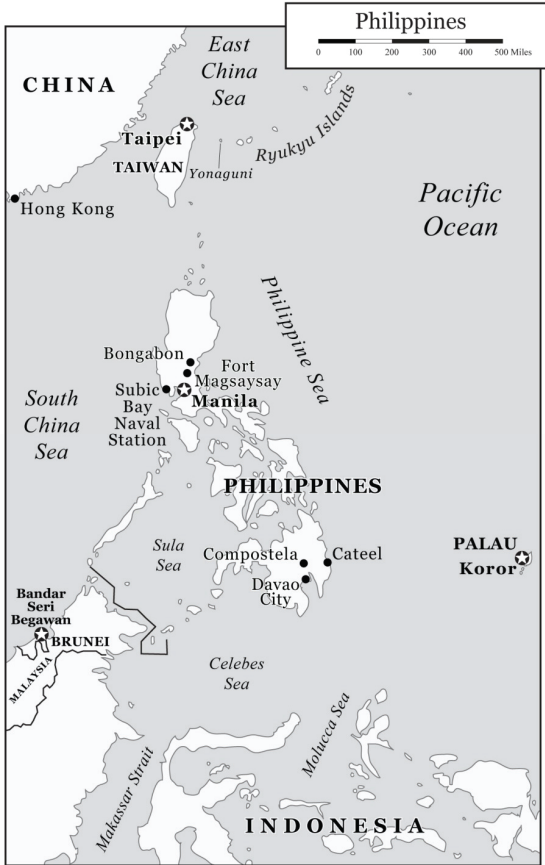 Philippines
0 100 200 300 400 500 Miles
East
China
Sea
CHINA
Taipei
TAIWAN
Yonaguni
Ryukyu Islands
Hong Kong
Pacific
Ocean
Philippine Sea
Bongabon
Fort
Magsaysay
Subic
Bay
Naval
Station
Manila
South
China
Sea
PHILIPPINES
Sula
Sea
Compostela
Cateel
Davao
City
PALAU
Koror
Bandar
Seri
Begawan
BRUNEI
MALAYSIA
Celebes
Sea
Molucca Sea
Makassar Strait
INDONESIA